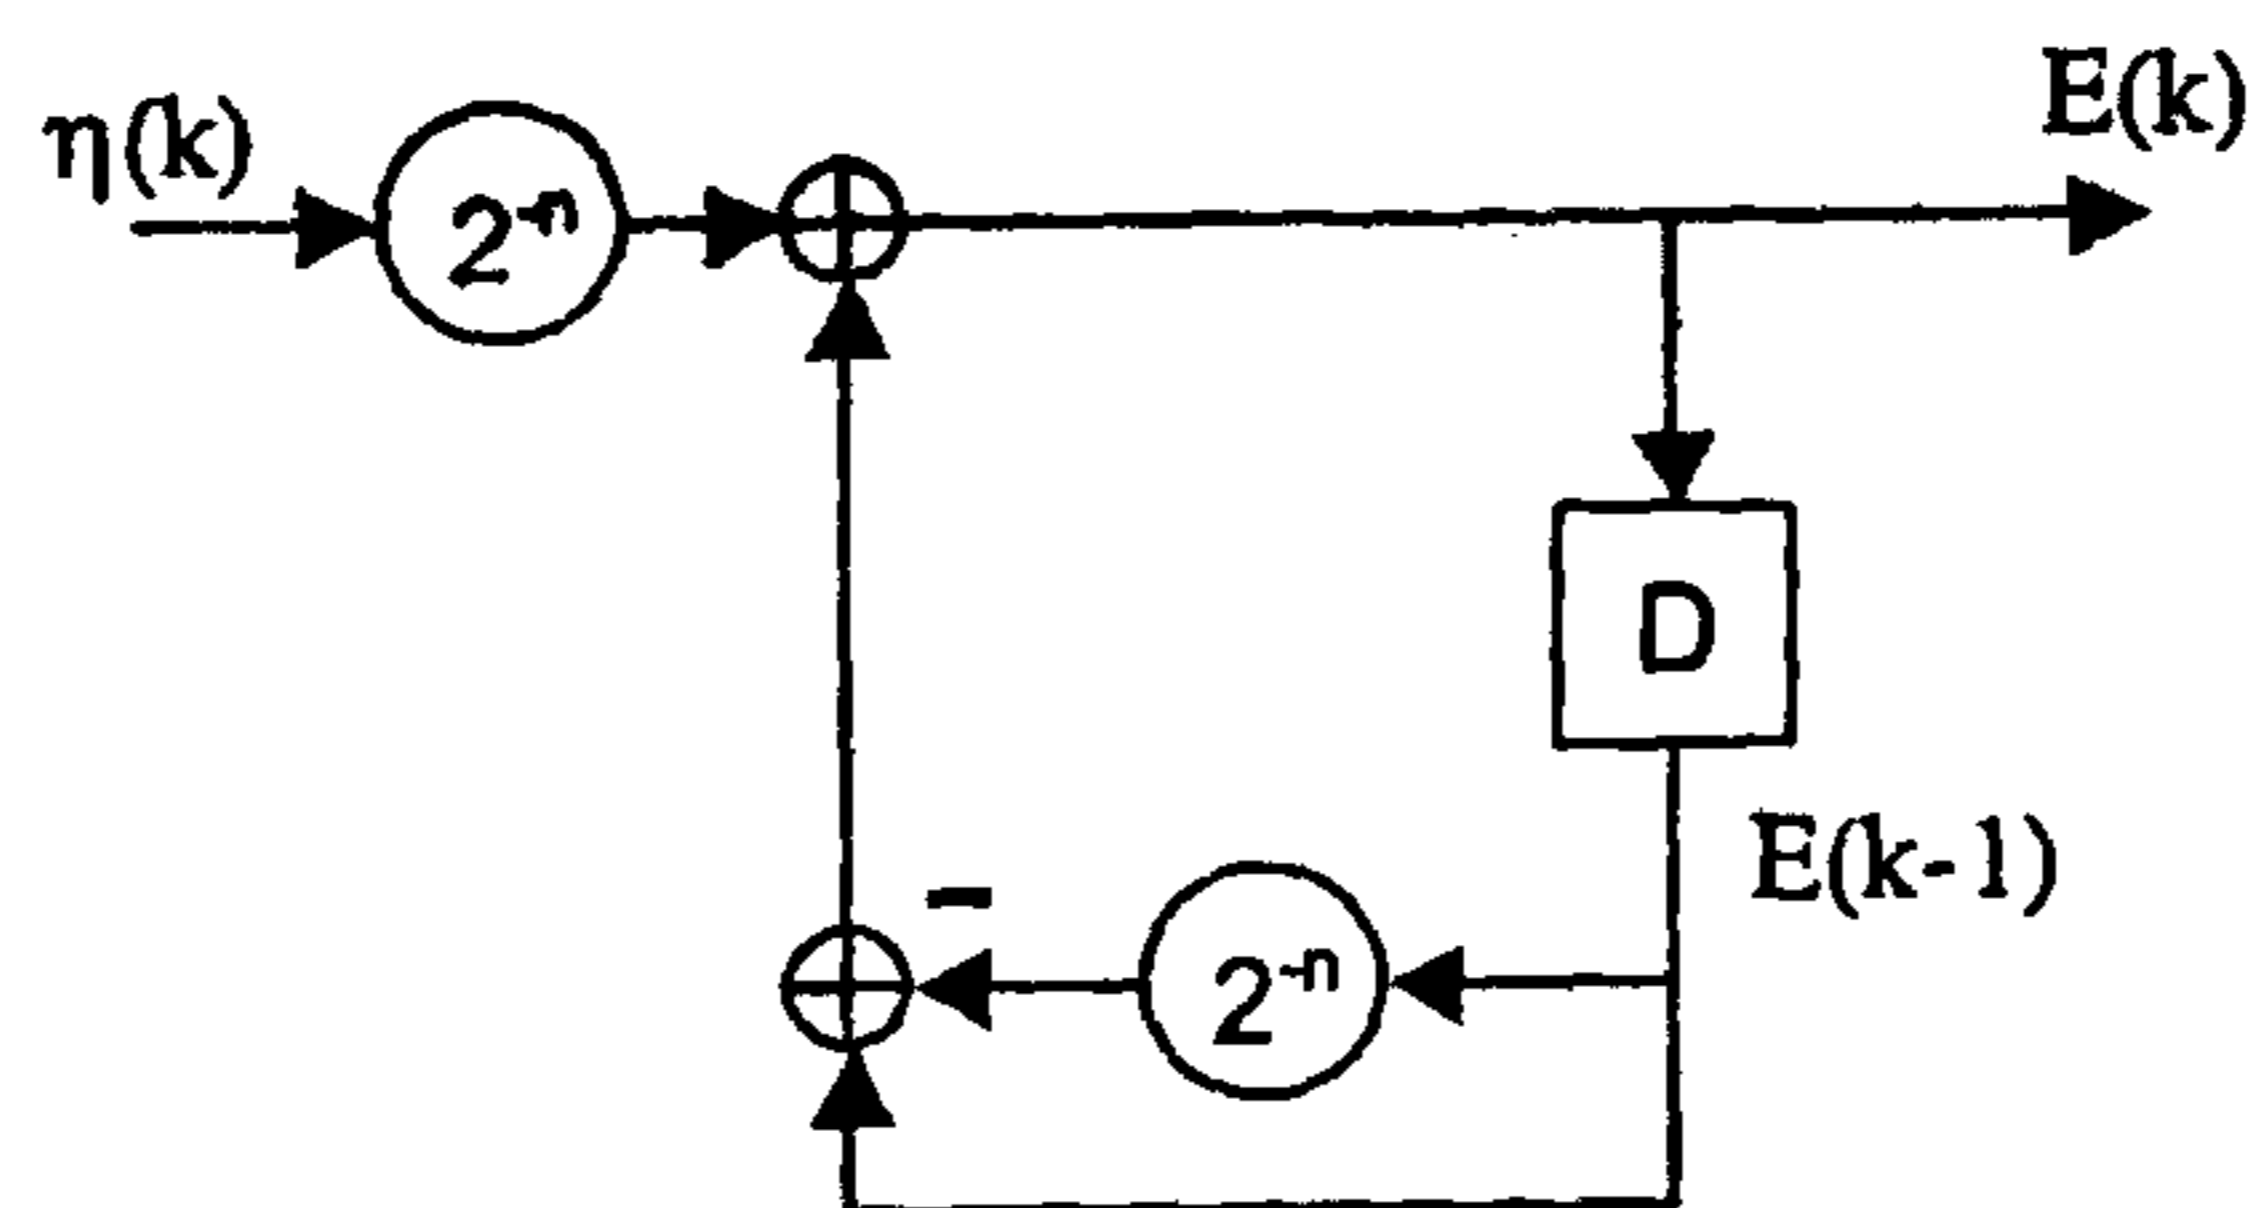 E(k)
η(k)
2⁻ⁿ
D
E(k-1)
–
2⁻ⁿ